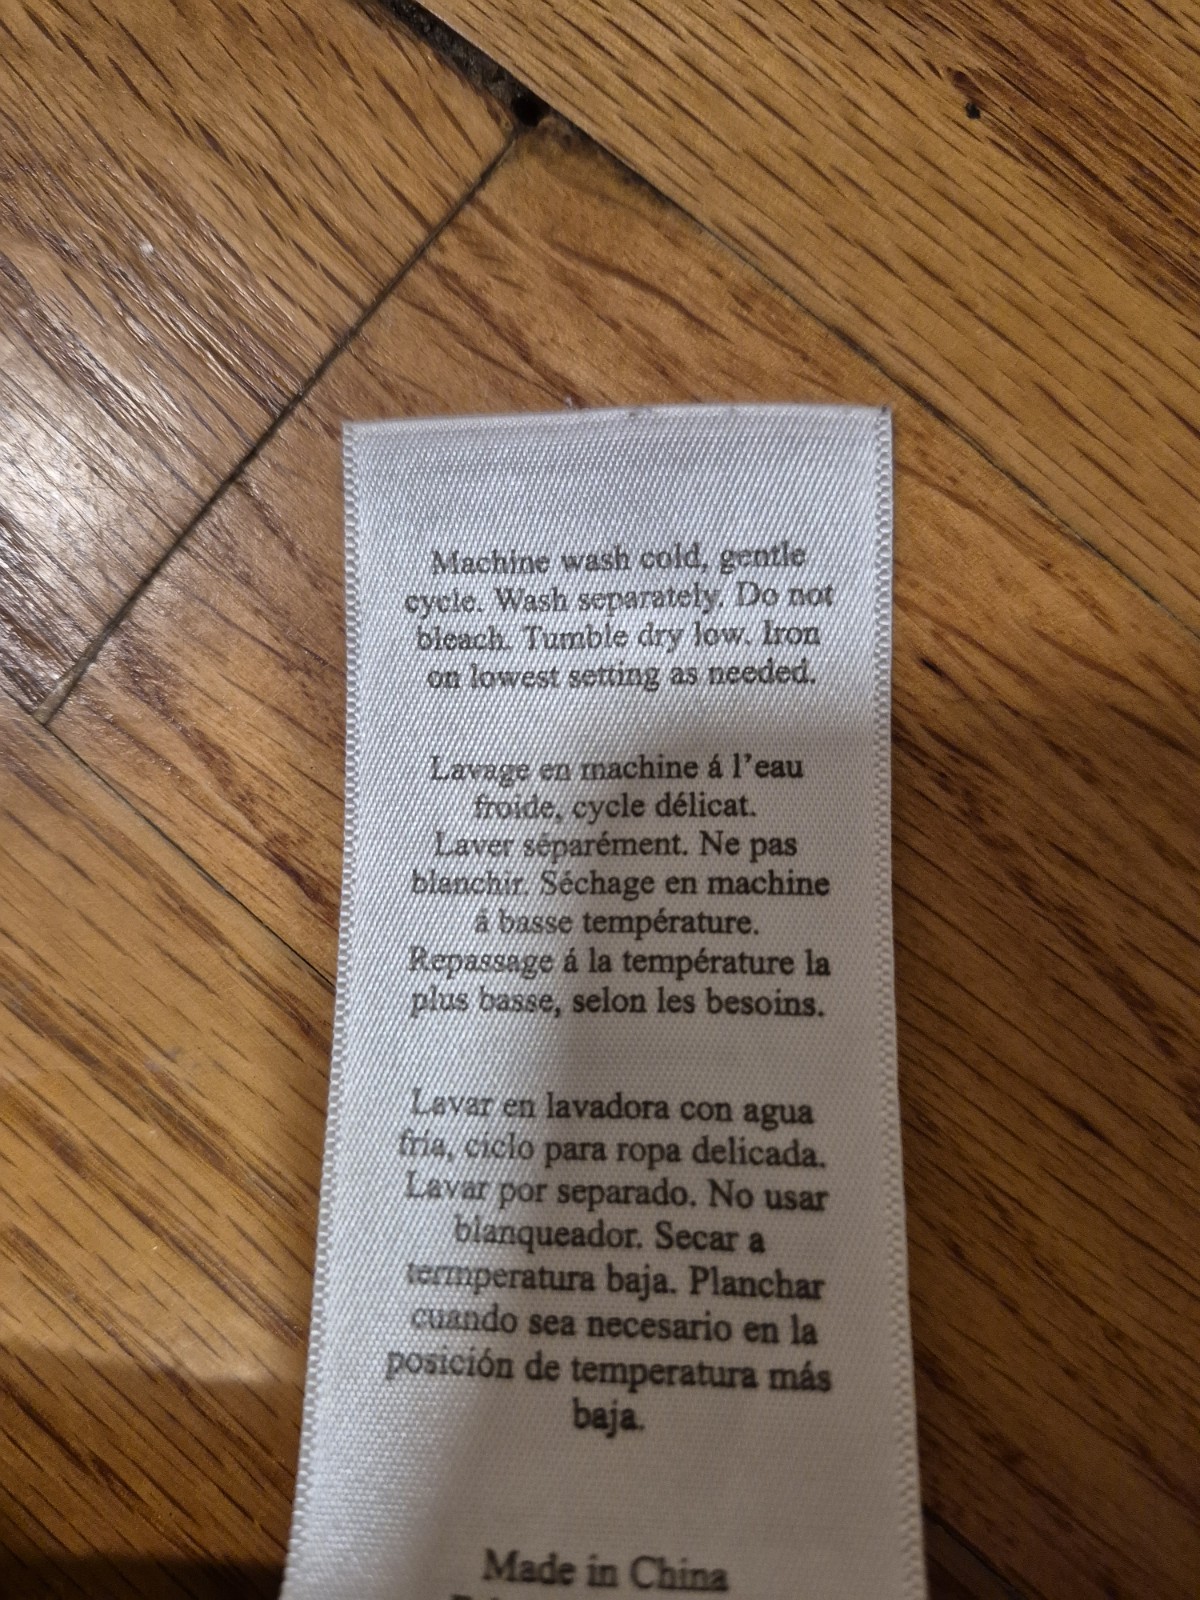 Machine wash cold, gentle
cycle. Wash separately. Do not
bleach. Tumble dry low. Iron
on lowest setting as needed.
Lavage en machine á l'eau
froide, cycle délicat.
Laver séparément. Ne pas
blanchir. Séchage en machine
á basse température.
Repassage á la température la
plus basse, selon les besoins.
Lavar en lavadora con agua
fría, ciclo para ropa delicada.
Lavar por separado. No usar
blanqueador. Secar a
termperatura baja. Planchar
cuando sea necesario en la
posición de temperatura más
baja.
Made in China